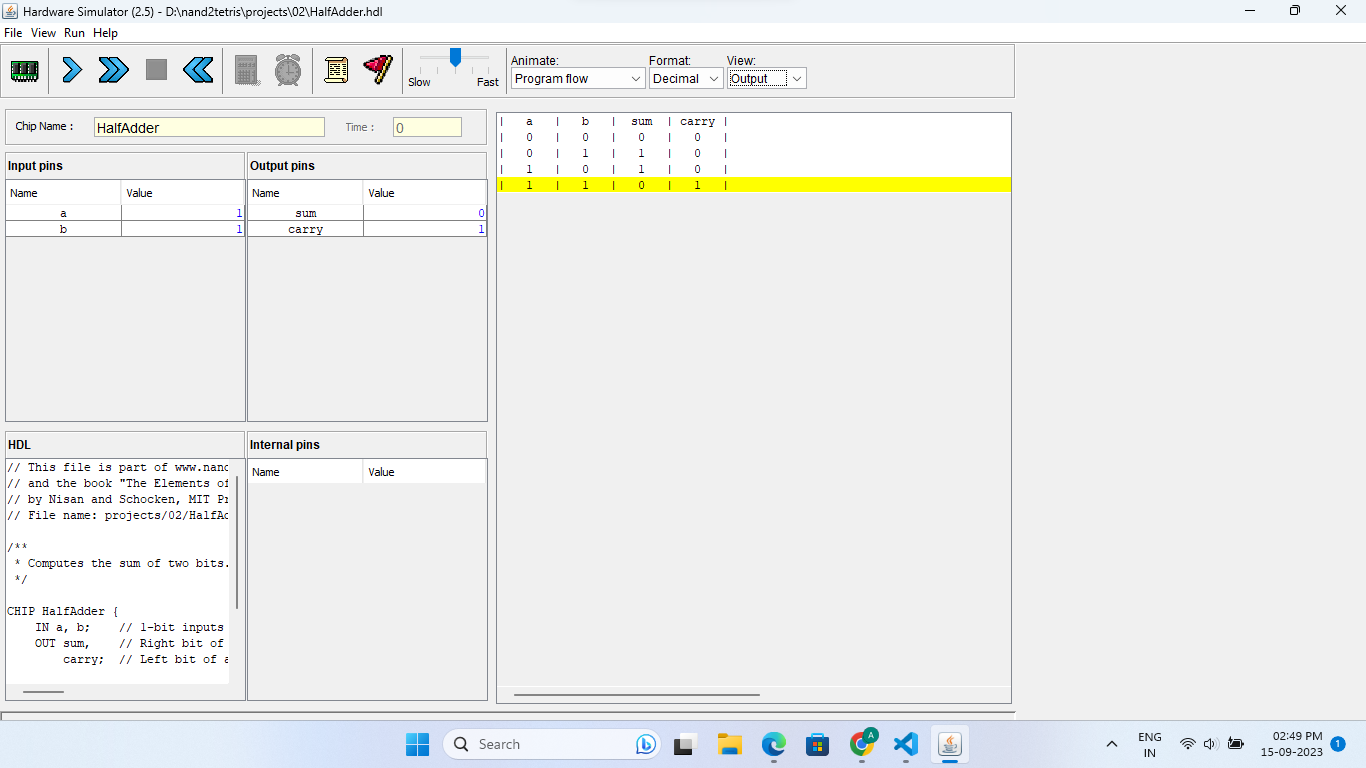 Hardware Simulator (2.5) - D:\nand2tetris\projects\02\HalfAdder.hdl
File View Run Help
Animate: Format: View:
Slow Fast Program flow Decimal Output
Chip Name : HalfAdder Time : 0
Input pins
Name Value
a 1
b 1
Output pins
Name Value
sum 0
carry 1
| a | b | sum | carry |
| 0 | 0 | 0 | 0 |
| 0 | 1 | 1 | 0 |
| 1 | 0 | 1 | 0 |
| 1 | 1 | 0 | 1 |
HDL
// This file is part of www.nand
// and the book "The Elements of
// by Nisan and Schocken, MIT Pr
// File name: projects/02/HalfAd
/**
* Computes the sum of two bits.
*/
CHIP HalfAdder {
IN a, b; // 1-bit inputs
OUT sum, // Right bit of
carry; // Left bit of a
Internal pins
Name Value
Search
A
ENG
IN
02:49 PM
15-09-2023
1